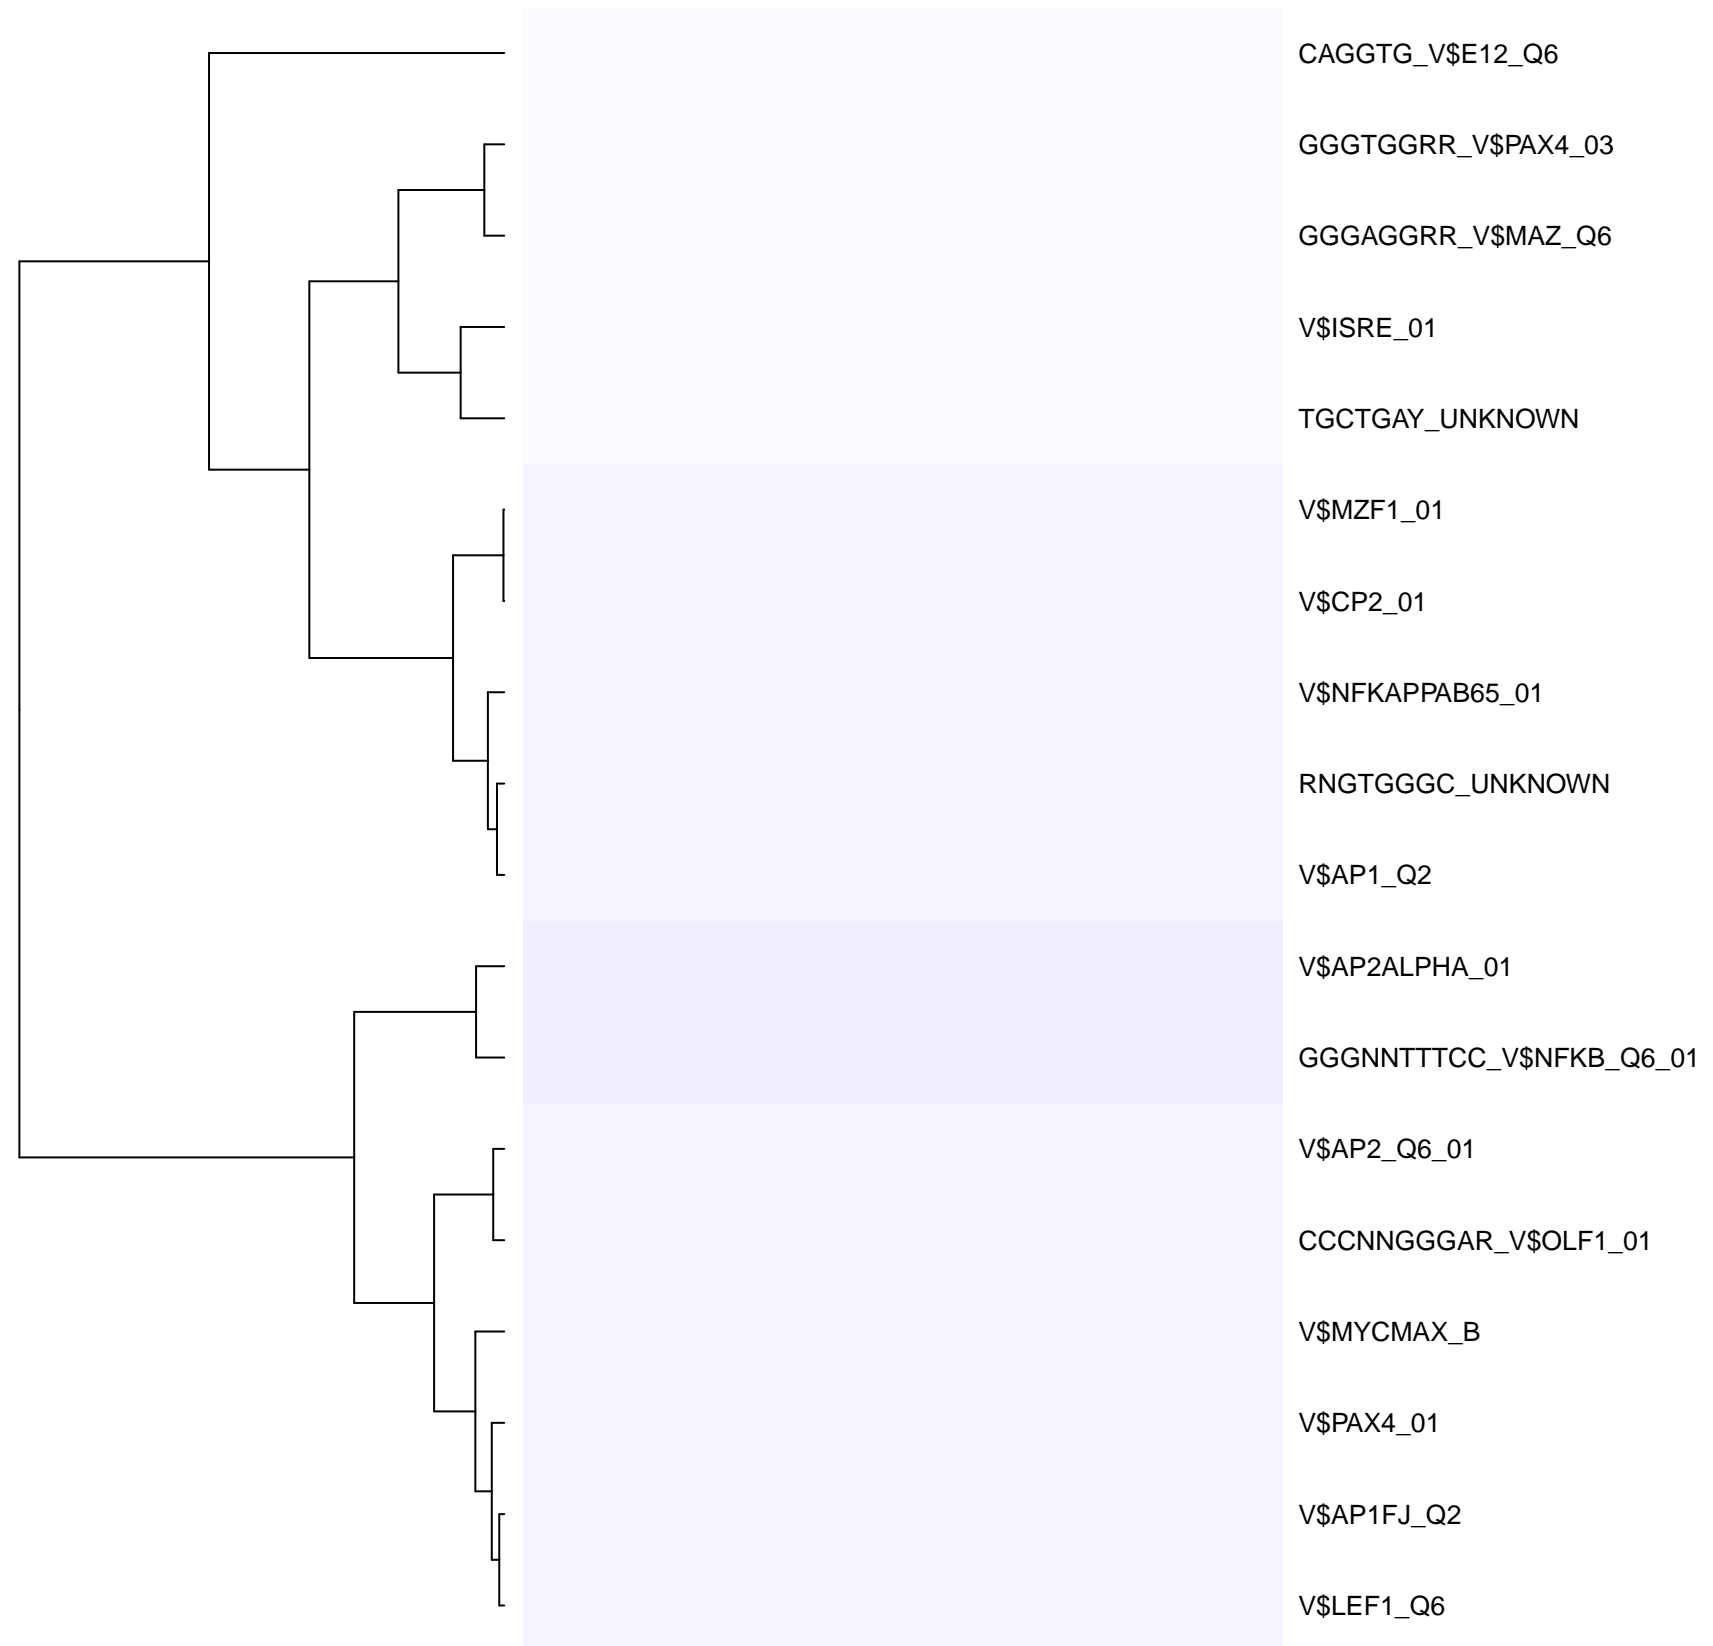 CAGGTG_V$E12_Q6
GGGTGGRR_V$PAX4_03
GGGAGGRR_V$MAZ_Q6
V$ISRE_01
TGCTGAY_UNKNOWN
V$MZF1_01
V$CP2_01
V$NFKAPPAB65_01
RNGTGGGC_UNKNOWN
V$AP1_Q2
V$AP2ALPHA_01
GGGNNTTTCC_V$NFKB_Q6_01
V$AP2_Q6_01
CCCNNGGGAR_V$OLF1_01
V$MYCMAX_B
V$PAX4_01
V$AP1FJ_Q2
V$LEF1_Q6